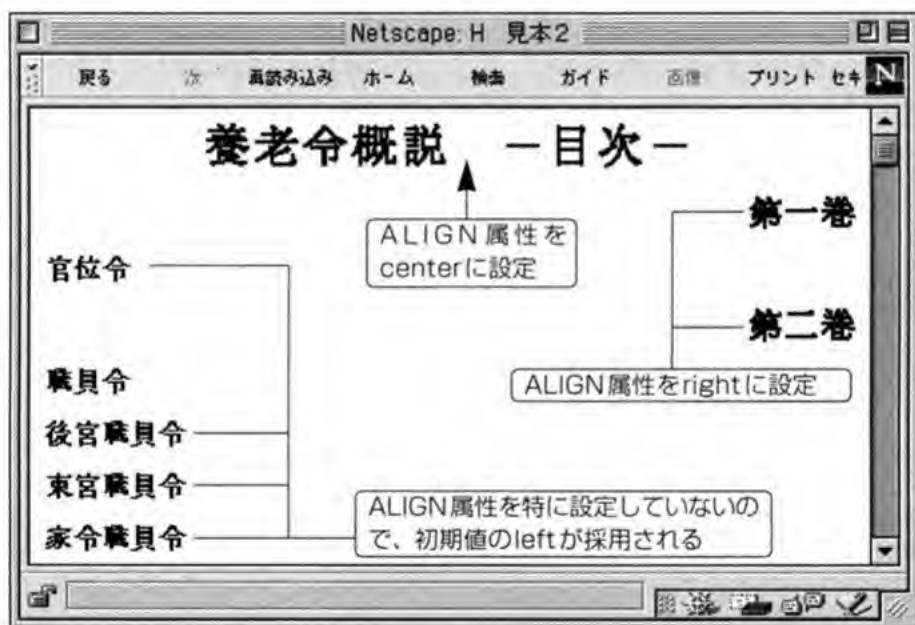 Netscape: H 見本2
戻る 次 再読み込み ホーム 検索 ガイド 画像 プリント セキ N
養老令概説 －目次－
第一巻
ALIGN属性を
centerに設定
官位令
第二巻
職員令
ALIGN属性をrightに設定
後宮職員令
東宮職員令
ALIGN属性を特に設定していないの
で、初期値のleftが採用される
家令職員令